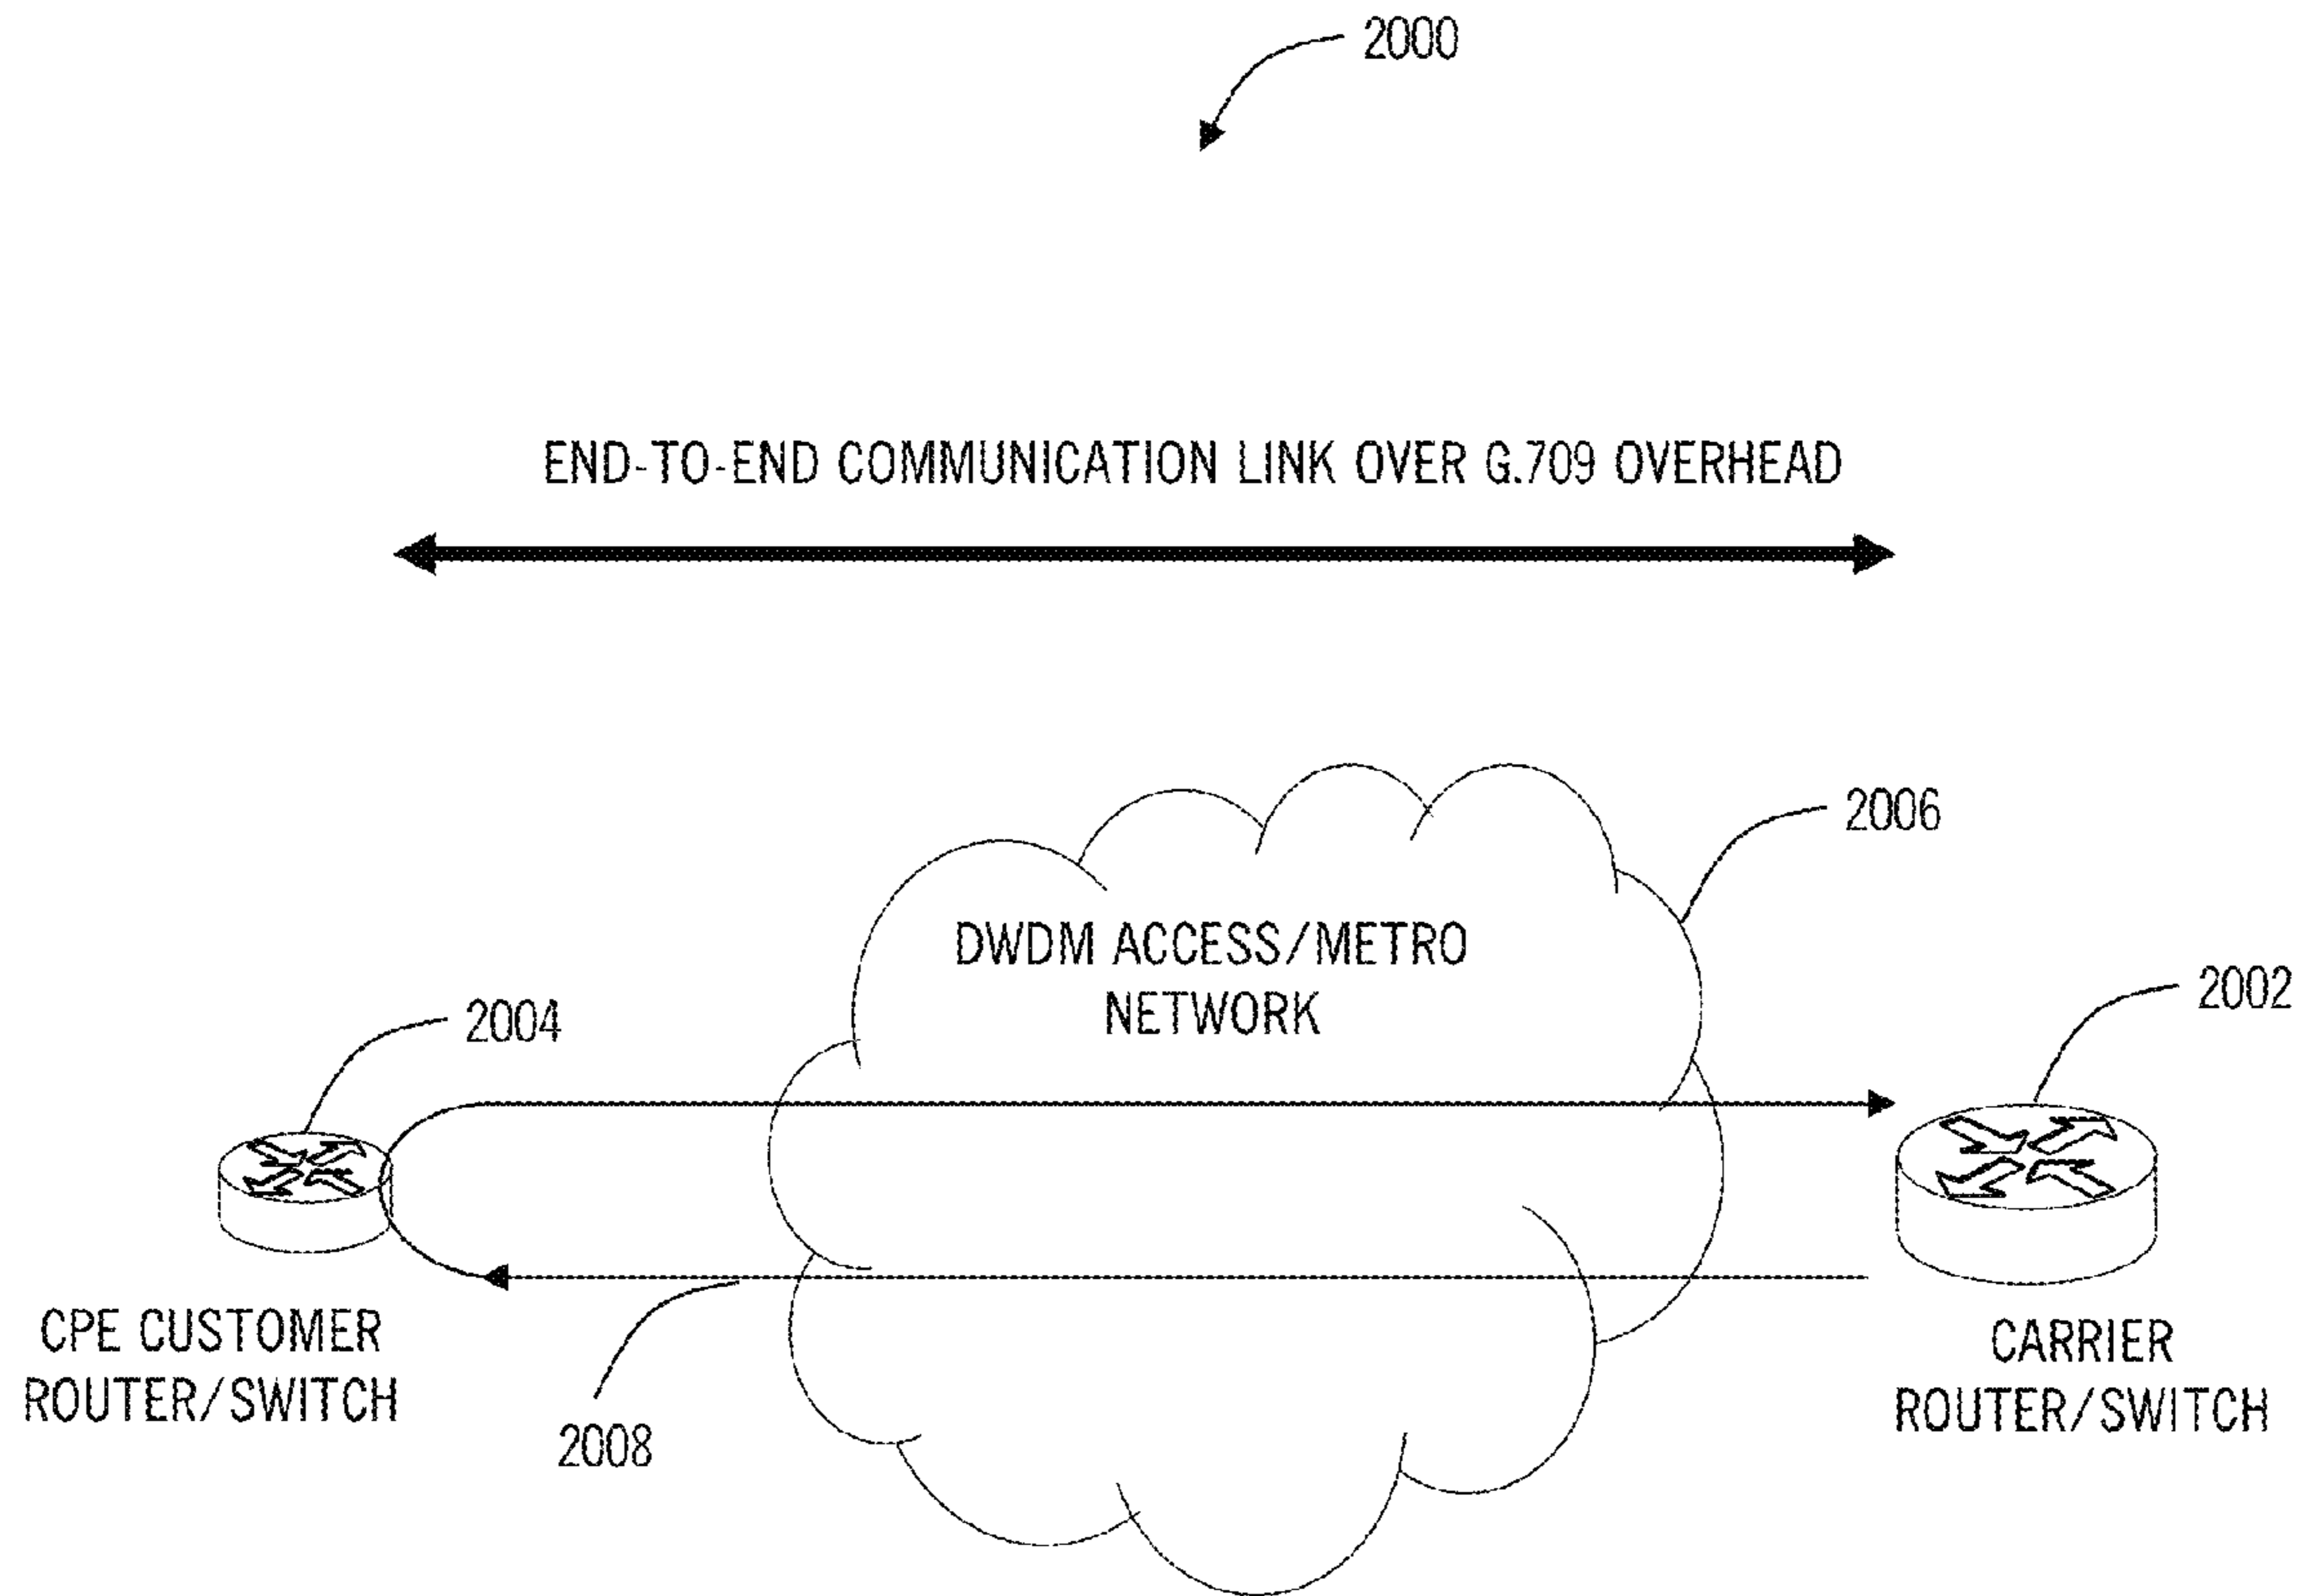 2000
END-TO-END COMMUNICATION LINK OVER G.709 OVERHEAD
2006
DWDM ACCESS/METRO
NETWORK
2002
2004
CPE CUSTOMER
ROUTER/SWITCH
CARRIER
ROUTER/SWITCH
2008